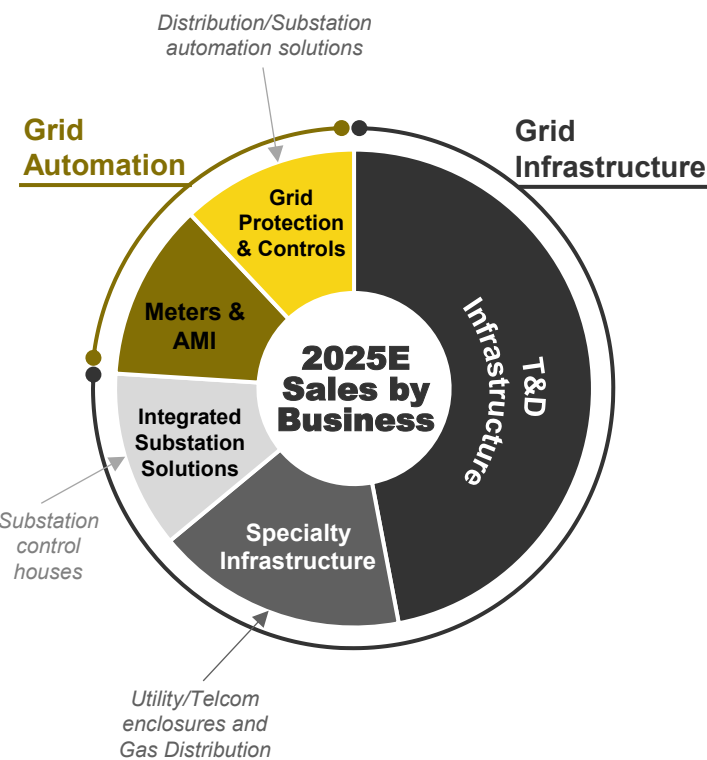 Distribution/Substation
automation solutions
Grid
Automation
Grid
Infrastructure
Grid
Protection
& Controls
Meters &
AMI
T&D
Infrastructure
2025E
Sales by
Business
Integrated
Substation
Solutions
Specialty
Infrastructure
Substation
control
houses
Utility/Telcom
enclosures and
Gas Distribution